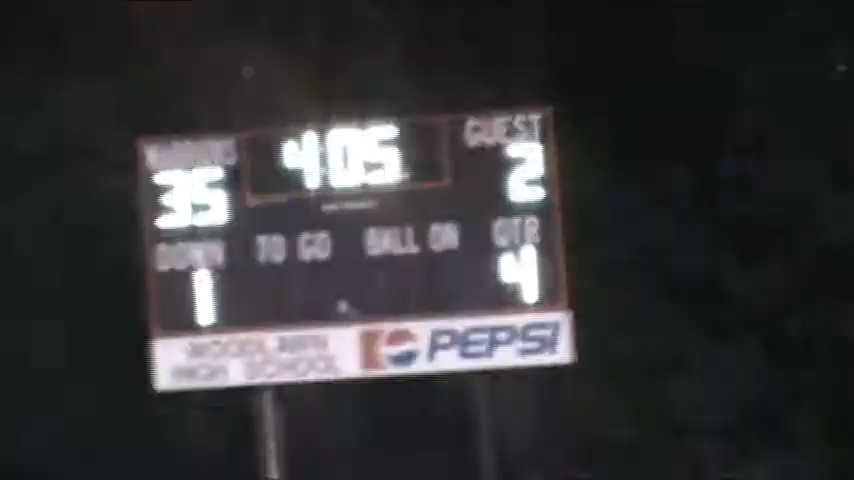 4:05 GUEST
35 2
DOWN TO GO BALL ON QTR
1 4
HIGH SCHOOL PEPSI